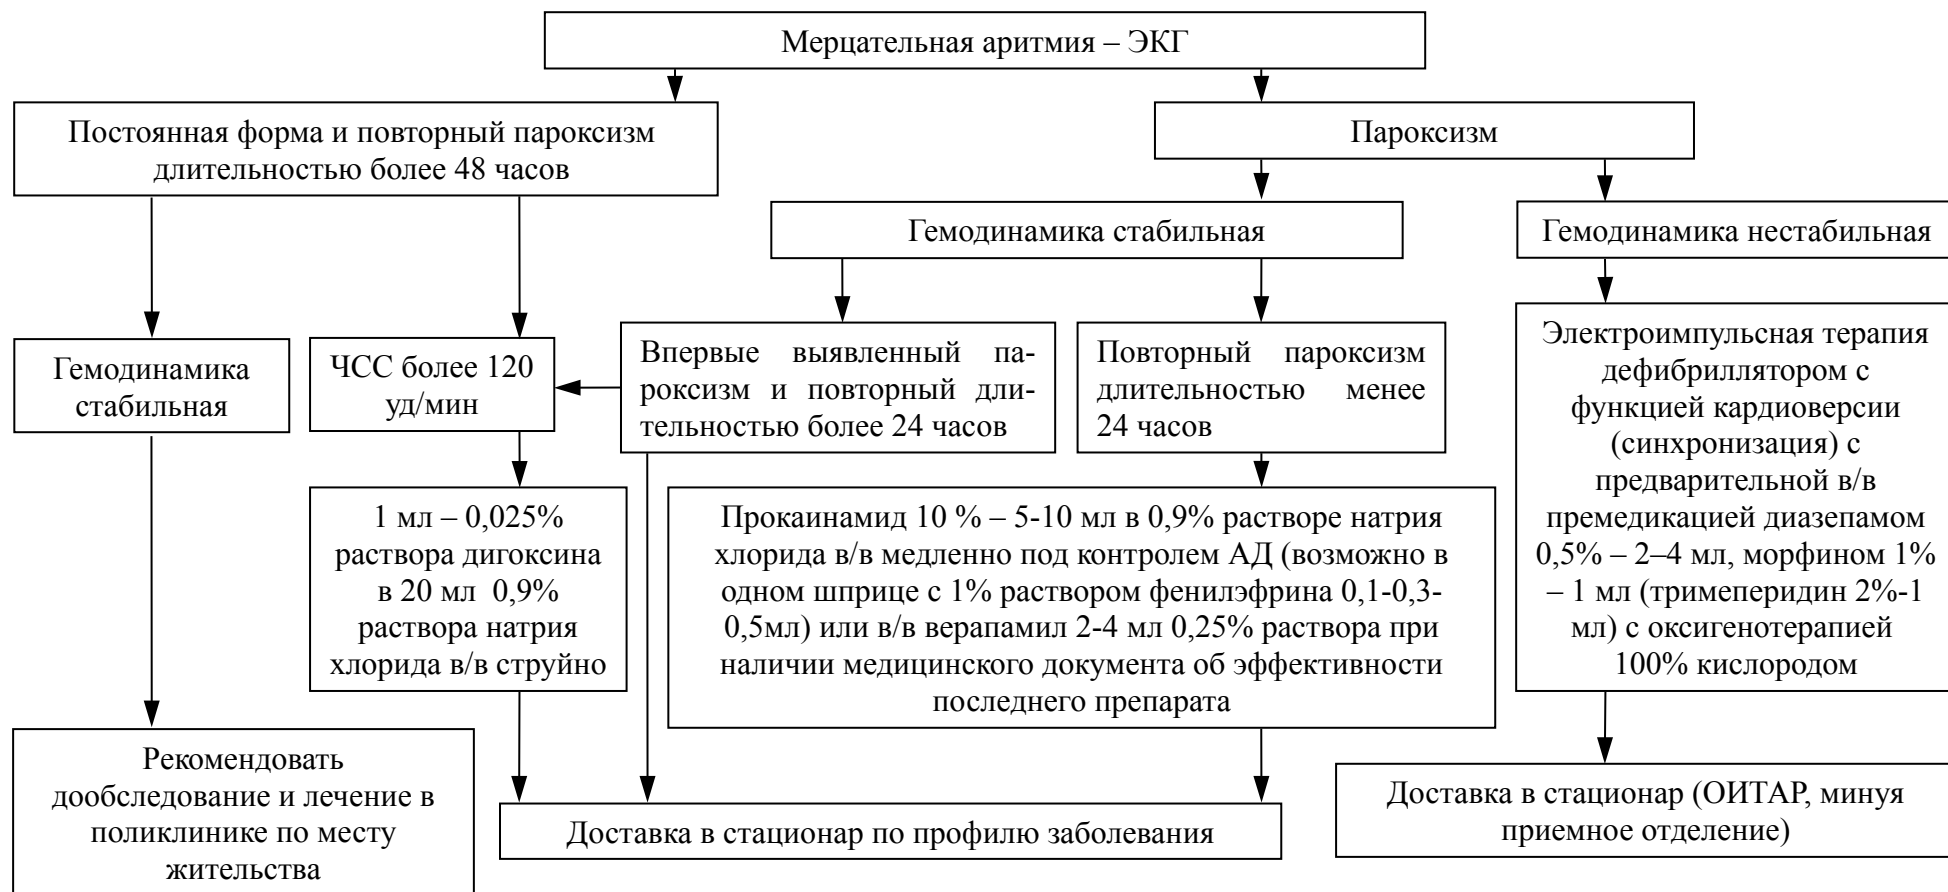 Мерцательная аритмия – ЭКГ
Постоянная форма и повторный пароксизм
длительностью более 48 часов
Пароксизм
Гемодинамика стабильная
Гемодинамика нестабильная
Гемодинамика
стабильная
ЧСС более 120
уд/мин
Впервые выявленный па-
роксизм и повторный дли-
тельностью более 24 часов
Повторный пароксизм
длительностью менее
24 часов
Электроимпульсная терапия
дефибриллятором с
функцией кардиоверсии
(синхронизация) с
предварительной в/в
премедикацией диазепамом
0,5% – 2–4 мл, морфином 1%
– 1 мл (тримеперидин 2%-1
мл) с оксигенотерапией
100% кислородом
1 мл – 0,025%
раствора дигоксина
в 20 мл 0,9%
раствора натрия
хлорида в/в струйно
Прокаинамид 10 % – 5-10 мл в 0,9% растворе натрия
хлорида в/в медленно под контролем АД (возможно в
одном шприце с 1% раствором фенилэфрина 0,1-0,3-
0,5мл) или в/в верапамил 2-4 мл 0,25% раствора при
наличии медицинского документа об эффективности
последнего препарата
Рекомендовать
дообследование и лечение в
поликлинике по месту
жительства
Доставка в стационар по профилю заболевания
Доставка в стационар (ОИТАР, минуя
приемное отделение)